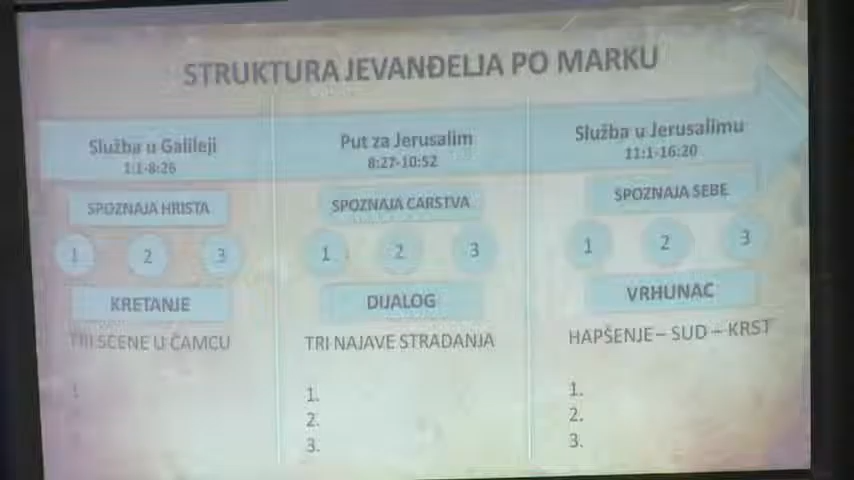 STRUKTURA JEVANĐELJA PO MARKU
Služba u Galileji
1:1-8:26
SPOZNAJA HRISTA
1 2 3
KRETANJE
TRI SCENE U ČAMCU
1
Put za Jerusalim
8:27-10:52
SPOZNAJA CARSTVA
1 2 3
DIJALOG
TRI NAJAVE STRADANJA
1.
2.
3.
Služba u Jerusalimu
11:1-16:20
SPOZNAJA SEBE
1 2 3
VRHUNAC
HAPŠENJE – SUD – KRST
1.
2.
3.